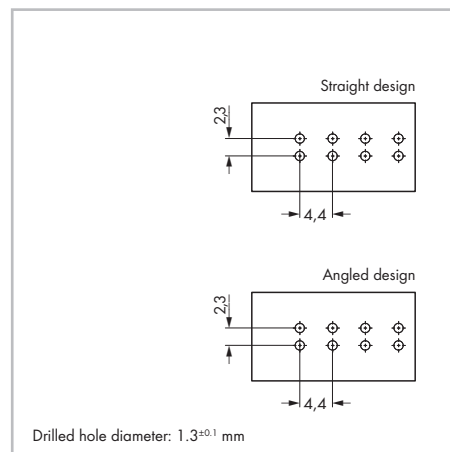 Straight design
2,3
4,4
Angled design
2,3
4,4
Drilled hole diameter: 1.3±0.1 mm